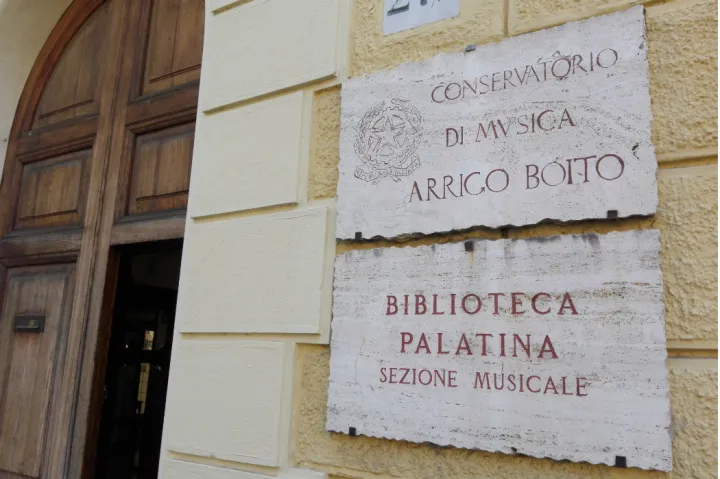 CONSERVATORIO
DI MVSICA
ARRIGO BOITO
BIBLIOTECA
PALATINA
SEZIONE MUSICALE